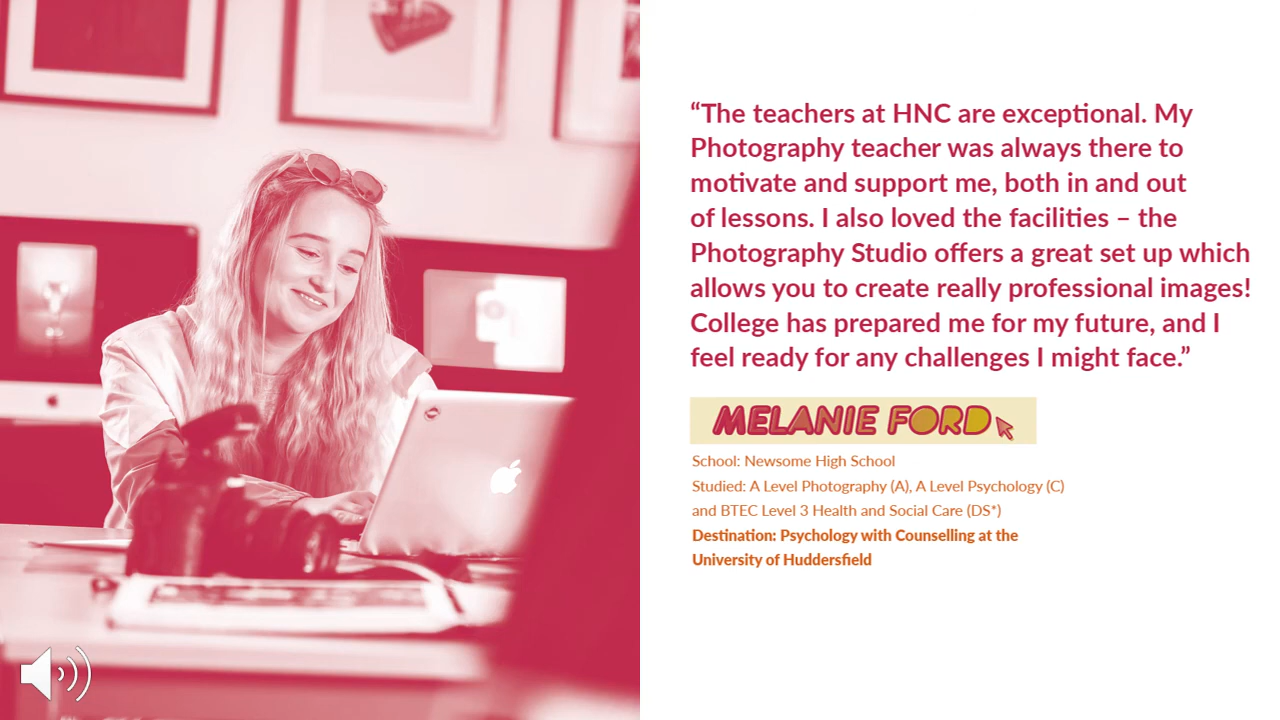 “The teachers at HNC are exceptional. My
Photography teacher was always there to
motivate and support me, both in and out
of lessons. I also loved the facilities – the
Photography Studio offers a great set up which
allows you to create really professional images!
College has prepared me for my future, and I
feel ready for any challenges I might face.”
MELANIE FORD
School: Newsome High School
Studied: A Level Photography (A), A Level Psychology (C)
and BTEC Level 3 Health and Social Care (DS*)
Destination: Psychology with Counselling at the
University of Huddersfield